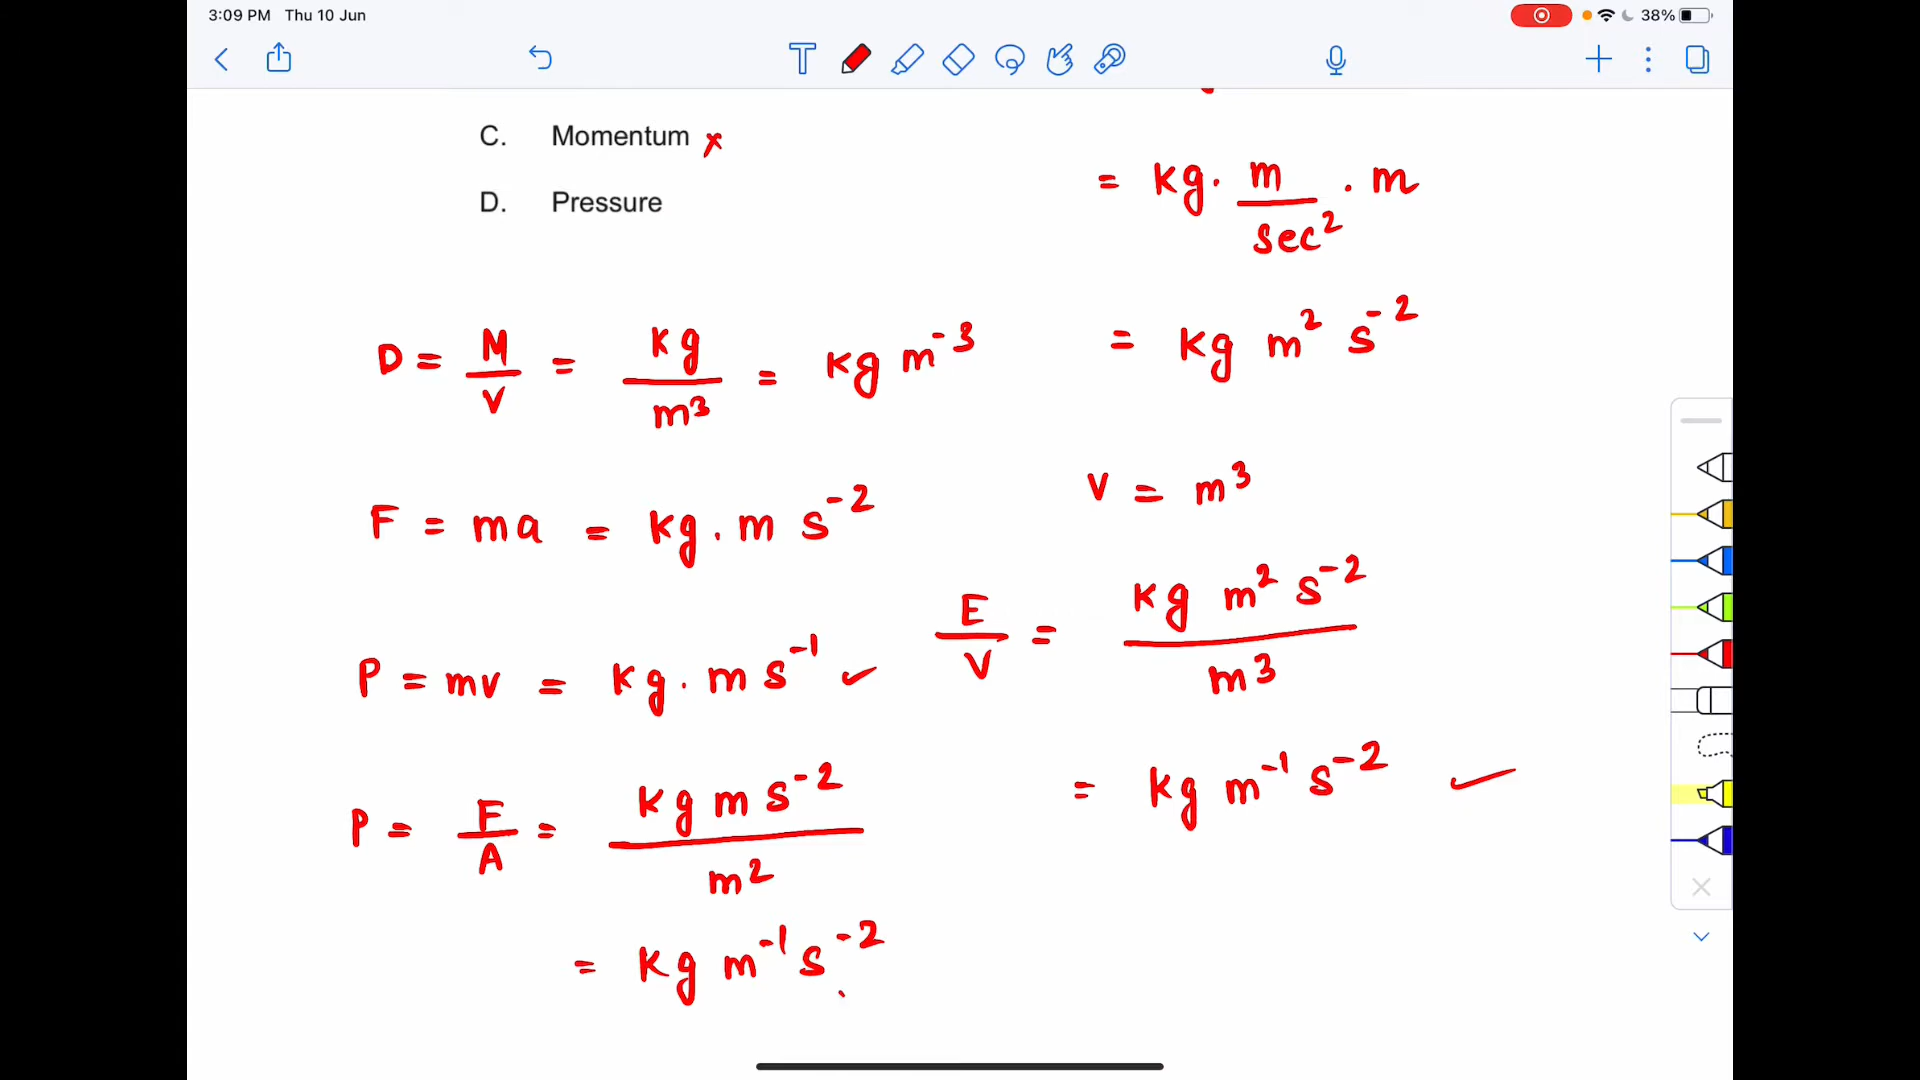 3:09 PM Thu 10 Jun
38%
C. Momentum x
D. Pressure
= kg . m / sec² . m
= kg m² s⁻²
D = M / V = kg / m³ = kg m⁻³
F = ma = kg . m s⁻²
P = mv = kg . m s⁻¹ ✓
P = F / A = kg m s⁻² / m²
= kg m⁻¹ s⁻²
V = m³
E / V = kg m² s⁻² / m³
= kg m⁻¹ s⁻² ✓